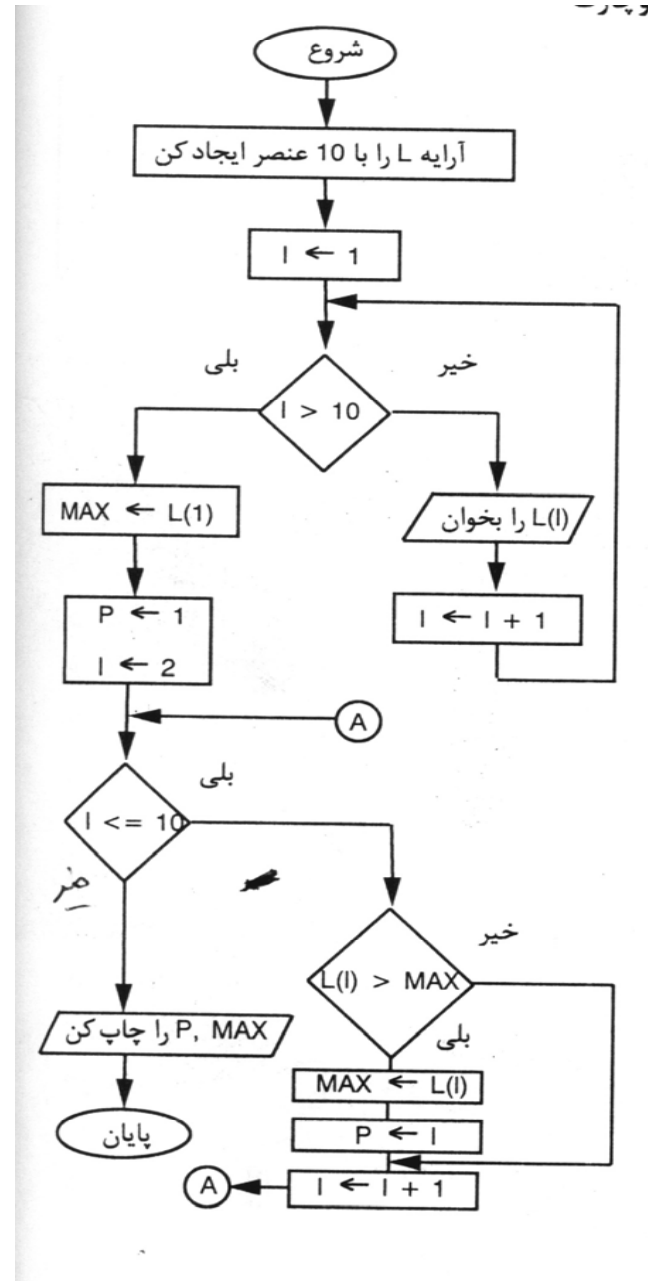 شروع
آرایه L را با 10 عنصر ایجاد کن
I ← 1
بلی
خیر
I > 10
MAX ← L(1)
L(I) را بخوان
P ← 1
I ← 2
I ← I + 1
A
بلی
I <= 10
خیر
L(I) > MAX
خیر
P, MAX را چاپ کن
بلی
MAX ← L(I)
P ← I
پایان
I ← I + 1
A